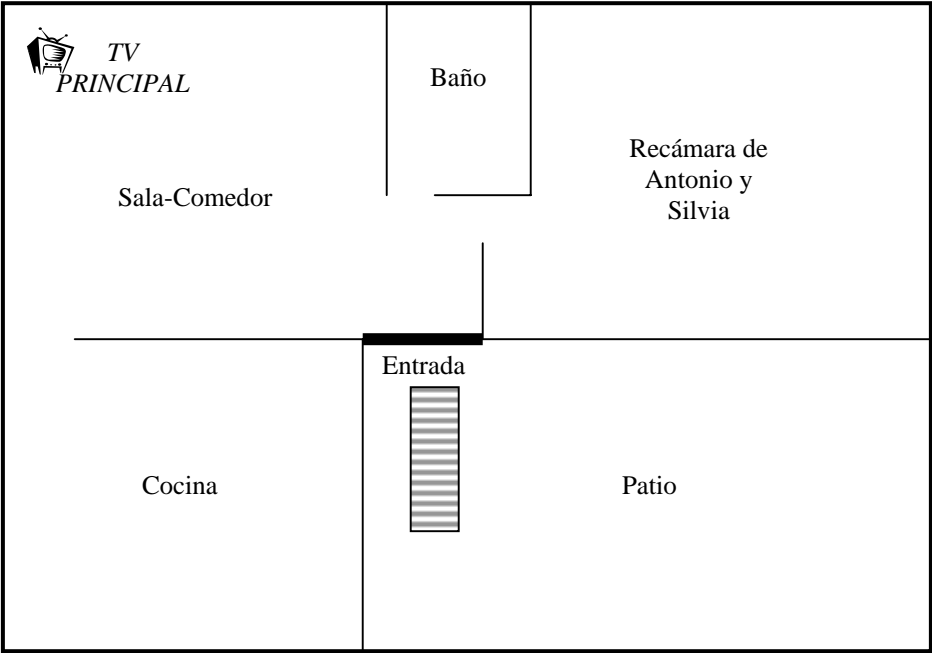 TV
PRINCIPAL
Baño
Recámara de
Antonio y
Silvia
Sala-Comedor
Entrada
Cocina
Patio